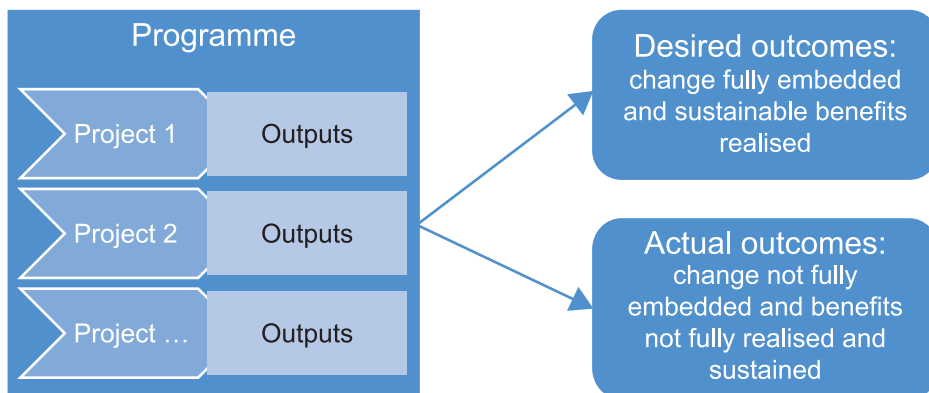 Programme
Project 1
Outputs
Project 2
Outputs
Project ...
Outputs
Desired outcomes:
change fully embedded
and sustainable benefits
realised
Actual outcomes:
change not fully
embedded and benefits
not fully realised and
sustained